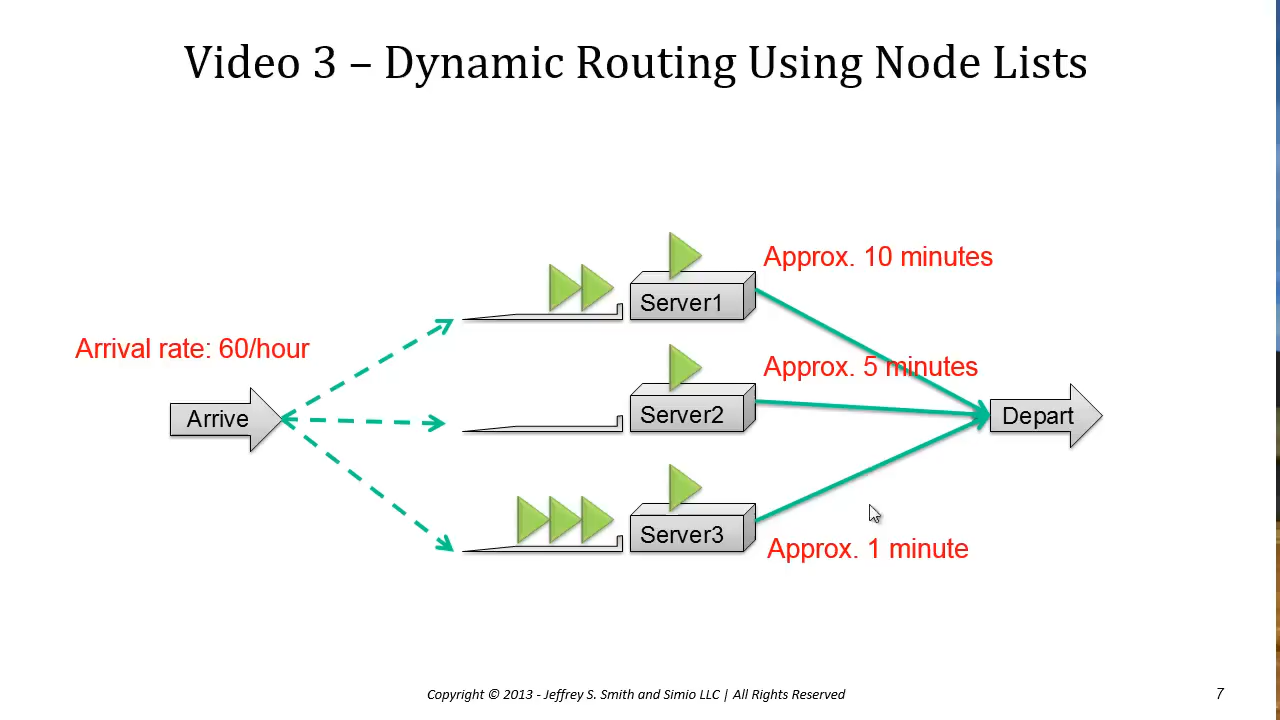 Video 3 – Dynamic Routing Using Node Lists
Approx. 10 minutes
Server1
Arrival rate: 60/hour
Approx. 5 minutes
Arrive
Server2
Depart
Server3
Approx. 1 minute
Copyright © 2013 - Jeffrey S. Smith and Simio LLC | All Rights Reserved
7